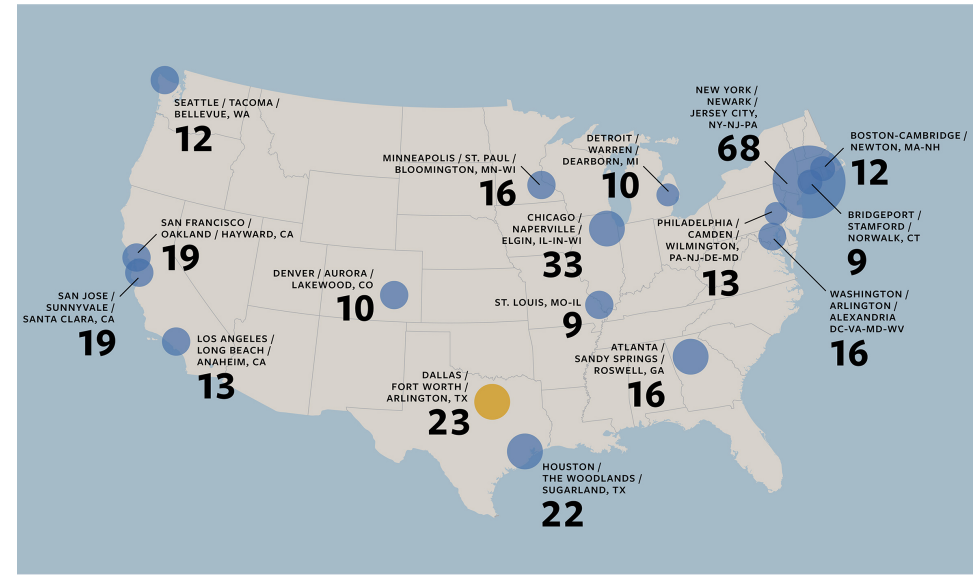 SEATTLE / TACOMA /
BELLEVUE, WA
12
SAN FRANCISCO /
OAKLAND / HAYWARD, CA
19
SAN JOSE /
SUNNYVALE /
SANTA CLARA, CA
19
LOS ANGELES /
LONG BEACH /
ANAHEIM, CA
13
DENVER / AURORA /
LAKEWOOD, CO
10
MINNEAPOLIS / ST. PAUL /
BLOOMINGTON, MN-WI
16
DETROIT /
WARREN /
DEARBORN, MI
10
CHICAGO /
NAPERVILLE /
ELGIN, IL-IN-WI
33
ST. LOUIS, MO-IL
9
DALLAS /
FORT WORTH /
ARLINGTON, TX
23
HOUSTON /
THE WOODLANDS /
SUGARLAND, TX
22
ATLANTA /
SANDY SPRINGS /
ROSWELL, GA
16
NEW YORK /
NEWARK /
JERSEY CITY,
NY-NJ-PA
68
BOSTON-CAMBRIDGE /
NEWTON, MA-NH
12
BRIDGEPORT /
STAMFORD /
NORWALK, CT
9
PHILADELPHIA /
CAMDEN /
WILMINGTON,
PA-NJ-DE-MD
13
WASHINGTON /
ARLINGTON /
ALEXANDRIA
DC-VA-MD-WV
16